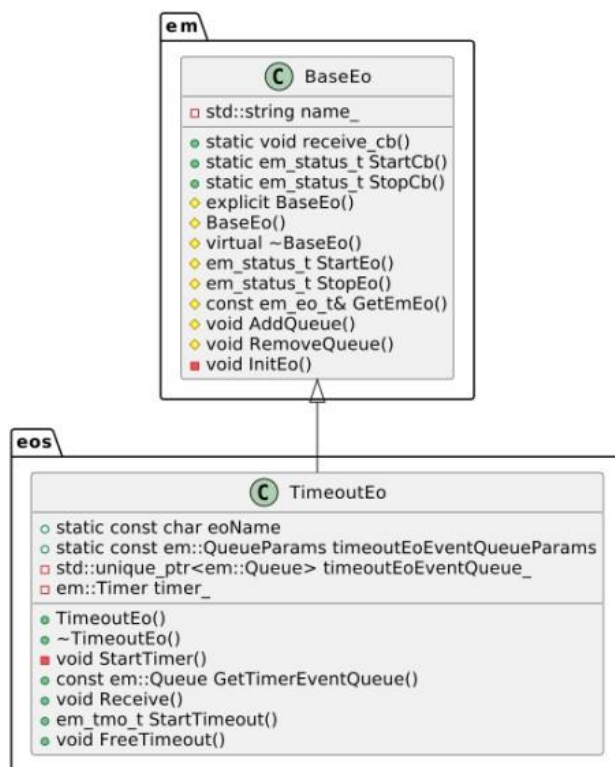 em
C BaseEo
std::string name_
static void receive_cb()
static em_status_t StartCb()
static em_status_t StopCb()
explicit BaseEo()
BaseEo()
virtual ~BaseEo()
em_status_t StartEo()
em_status_t StopEo()
const em_eo_t& GetEmEo()
void AddQueue()
void RemoveQueue()
void InitEo()
eos
C TimeoutEo
static const char eoName
static const em::QueueParams timeoutEoEventQueueParams
std::unique_ptr<em::Queue> timeoutEoEventQueue_
em::Timer timer_
TimeoutEo()
~TimeoutEo()
void StartTimer()
const em::Queue GetTimerEventQueue()
void Receive()
em_tmo_t StartTimeout()
void FreeTimeout()